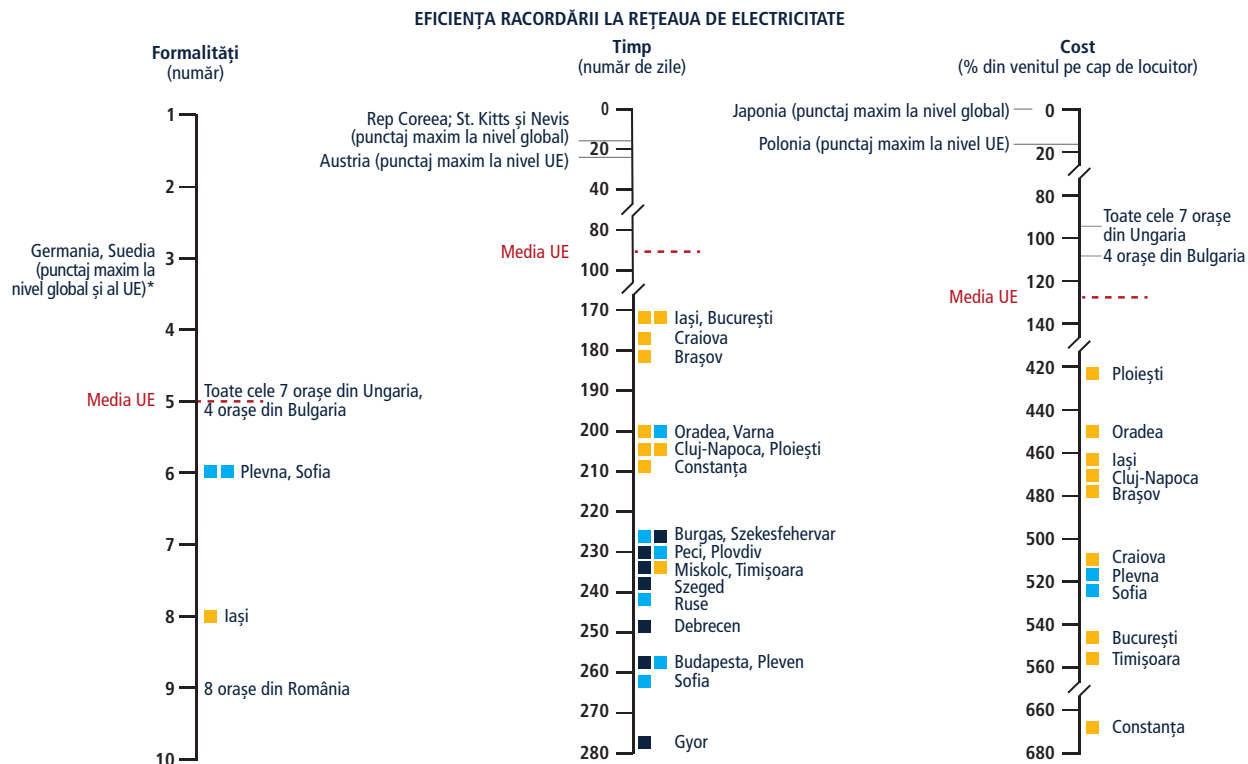 EFICIENȚA RACORDĂRII LA REȚEAUA DE ELECTRICITATE
Formalități
(număr)
1
2
3
4
5
6
7
8
9
10
Germania, Suedia
(punctaj maxim la
nivel global și al UE)*
Media UE
Toate cele 7 orașe din Ungaria,
4 orașe din Bulgaria
Plevna, Sofia
Iași
8 orașe din România
Timp
(număr de zile)
0
20
40
80
100
170
180
190
200
210
220
230
240
250
260
270
280
Rep Coreea; St. Kitts și Nevis
(punctaj maxim la nivel global)
Austria (punctaj maxim la nivel UE)
Media UE
Iași, București
Craiova
Brașov
Oradea, Varna
Cluj-Napoca, Ploiești
Constanța
Burgas, Szekesfehervar
Peci, Plovdiv
Miskolc, Timișoara
Szeged
Ruse
Debrecen
Budapesta, Pleven
Sofia
Gyor
Cost
(% din venitul pe cap de locuitor)
0
20
80
100
120
140
420
440
460
480
500
520
540
560
660
680
Japonia (punctaj maxim la nivel global)
Polonia (punctaj maxim la nivel UE)
Toate cele 7 orașe
din Ungaria
4 orașe din Bulgaria
Media UE
Ploiești
Oradea
Iași
Cluj-Napoca
Brașov
Craiova
Plevna
Sofia
București
Timișoara
Constanța